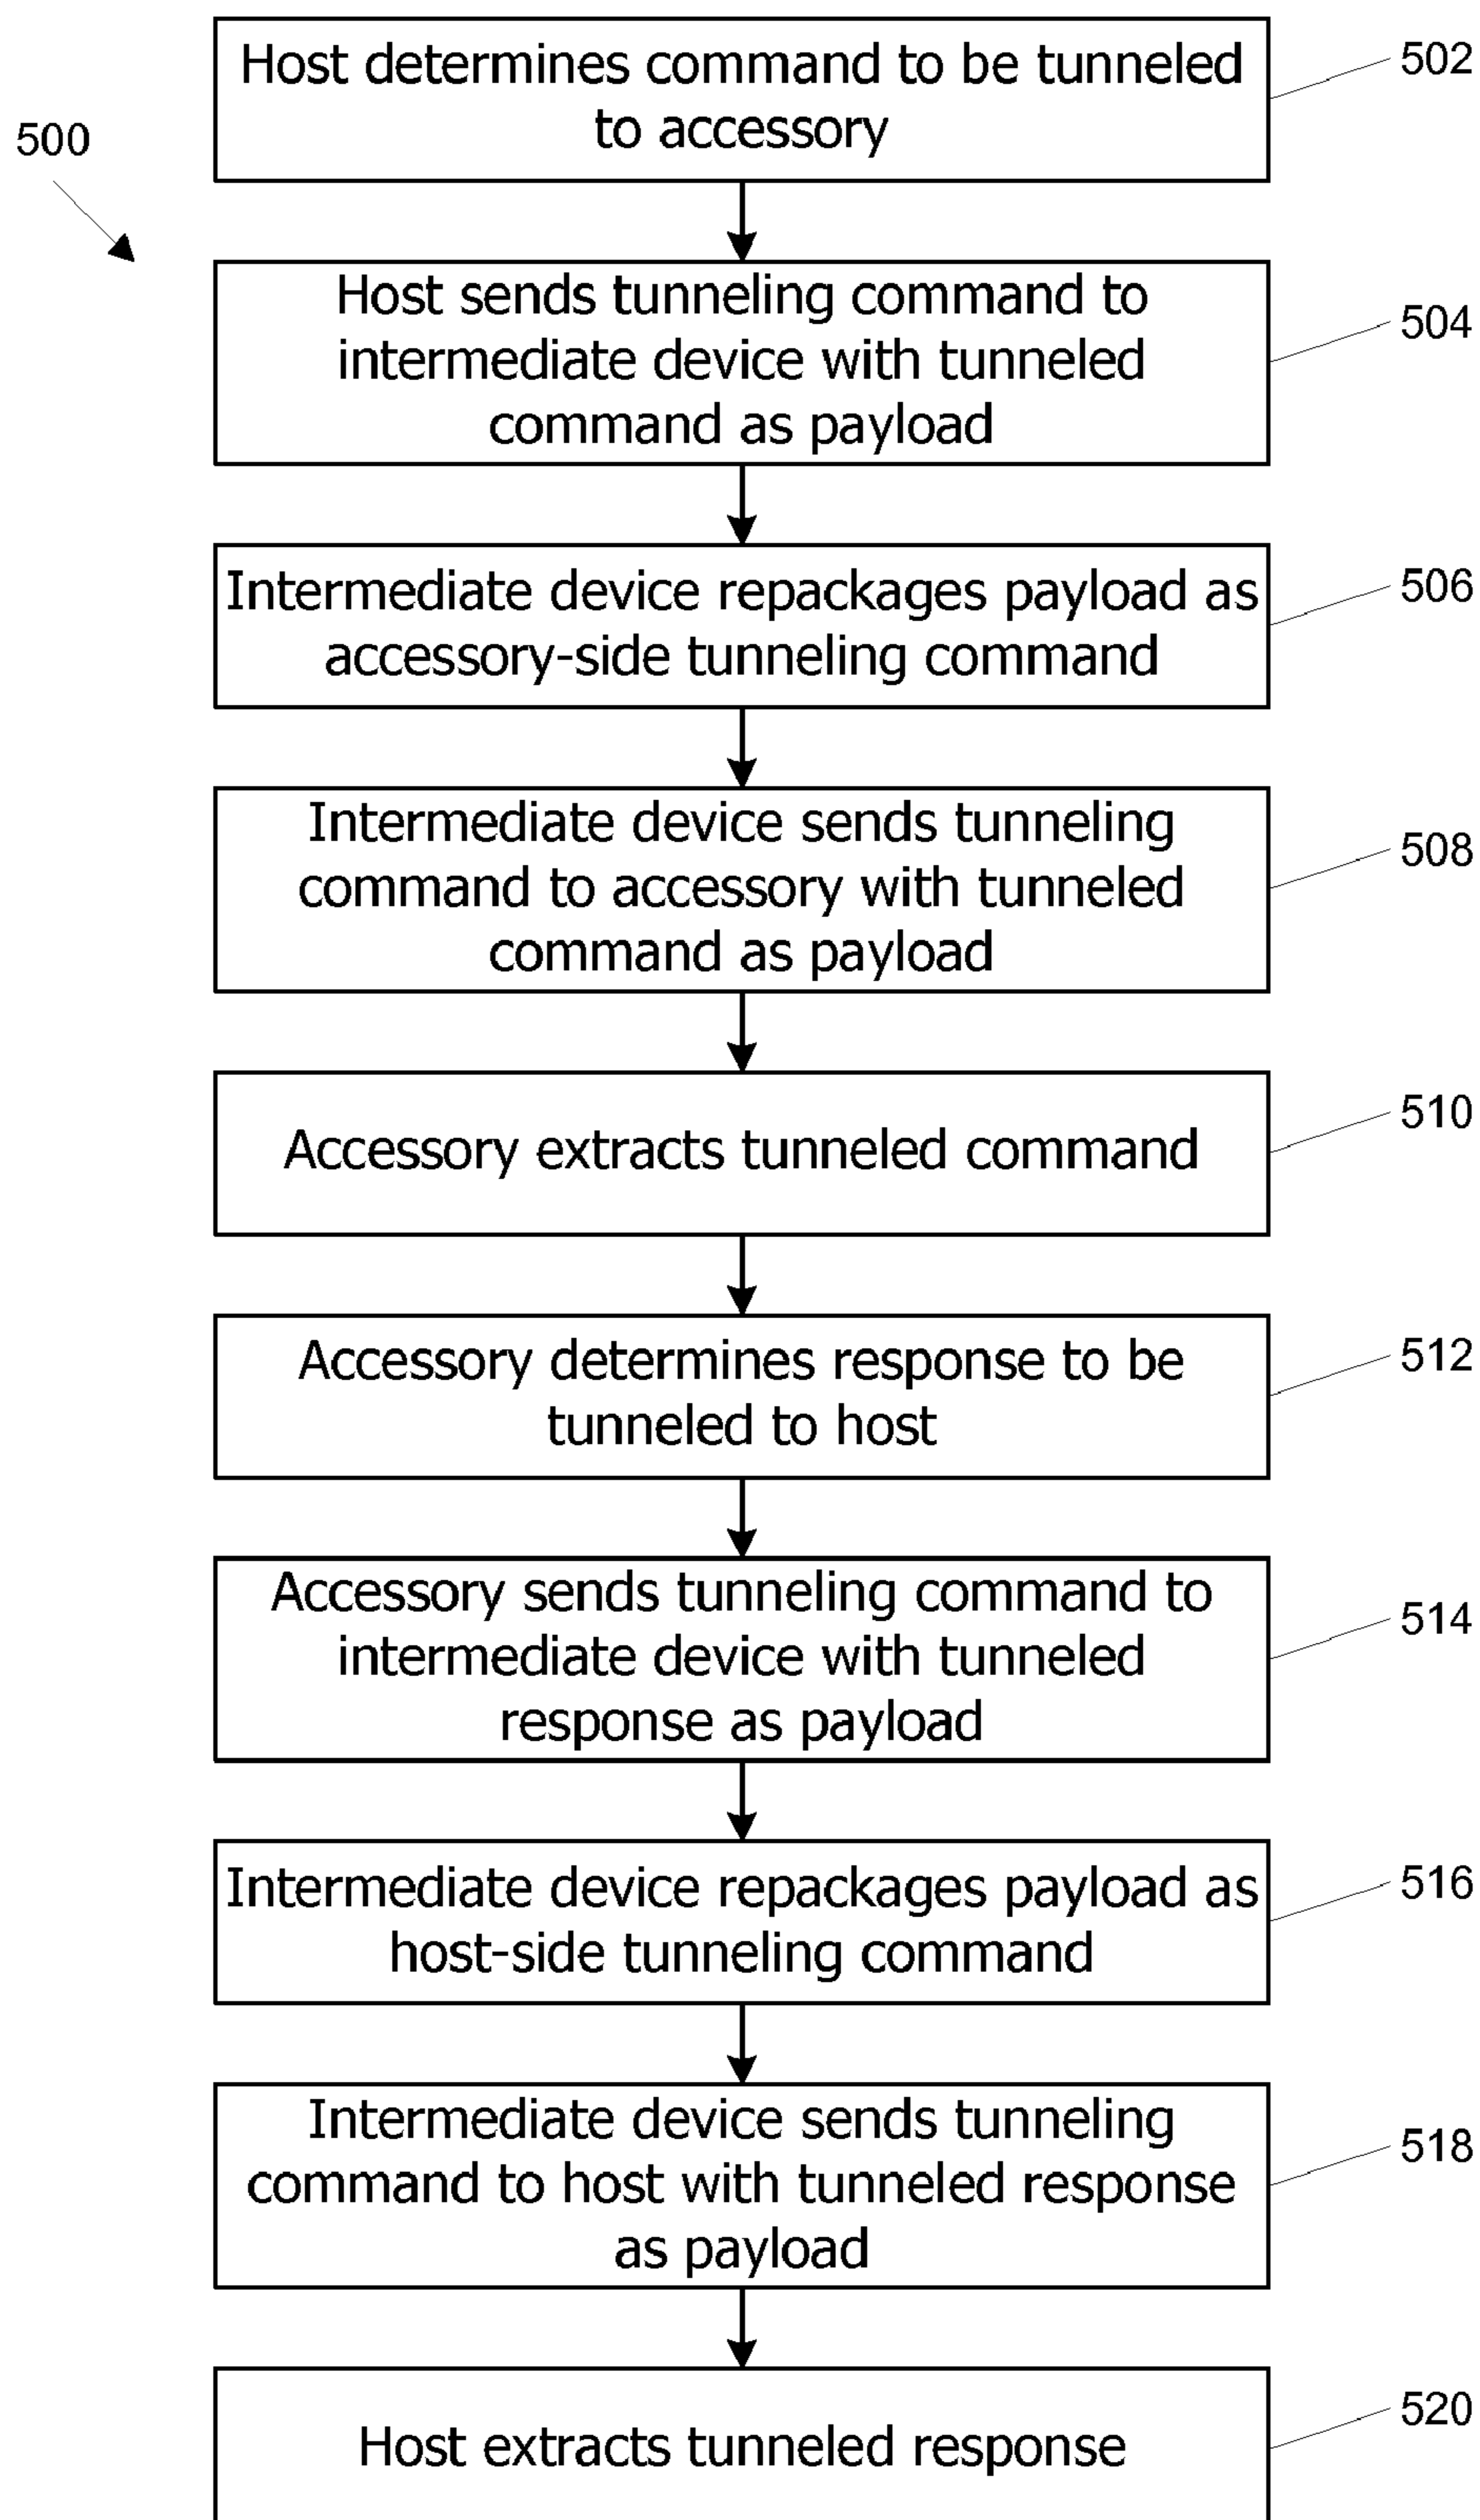 Host determines command to be tunneled
to accessory
502
500
Host sends tunneling command to
intermediate device with tunneled
command as payload
504
Intermediate device repackages payload as
accessory-side tunneling command
506
Intermediate device sends tunneling
command to accessory with tunneled
command as payload
508
Accessory extracts tunneled command
510
Accessory determines response to be
tunneled to host
512
Accessory sends tunneling command to
intermediate device with tunneled
response as payload
514
Intermediate device repackages payload as
host-side tunneling command
516
Intermediate device sends tunneling
command to host with tunneled response
as payload
518
Host extracts tunneled response
520